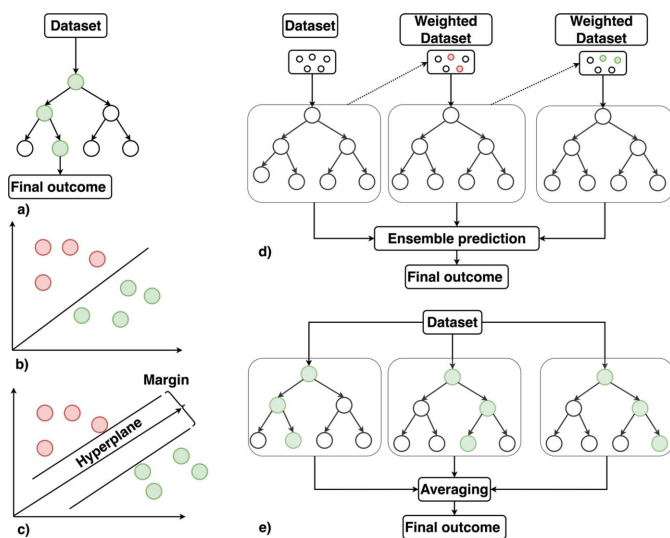 Dataset
Final outcome
a)
b)
Margin
Hyperplane
c)
Dataset
Weighted
Dataset
Weighted
Dataset
Ensemble prediction
d)
Final outcome
Dataset
Averaging
e)
Final outcome